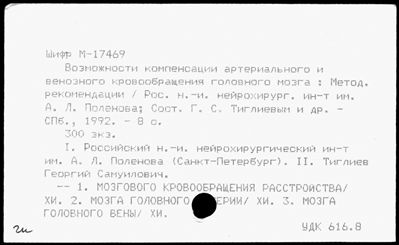 Шифр М-17469
Возможности компенсации артериального и
венозного кровообращения головного мозга : Метод.
рекомендации / Рос. н.-и. нейрохирург. ин-т им.
А. Л. Поленова; Сост. Г. С. Тиглиевым и др. -
СПб., 1992. - 8 с.
300 экз.
I. Российский н.-и. нейрохирургический ин-т
им. А. Л. Поленова (Санкт-Петербург). II. Тиглиев
Георгий Самуилович.
-- 1. МОЗГОВОГО КРОВООБРАЩЕНИЯ РАССТРОЙСТВА/
ХИ. 2. МОЗГА ГОЛОВНОГО ЕРИИ/ ХИ. 3. МОЗГА
ГОЛОВНОГО ВЕНЫ/ ХИ.
УДК 616.8